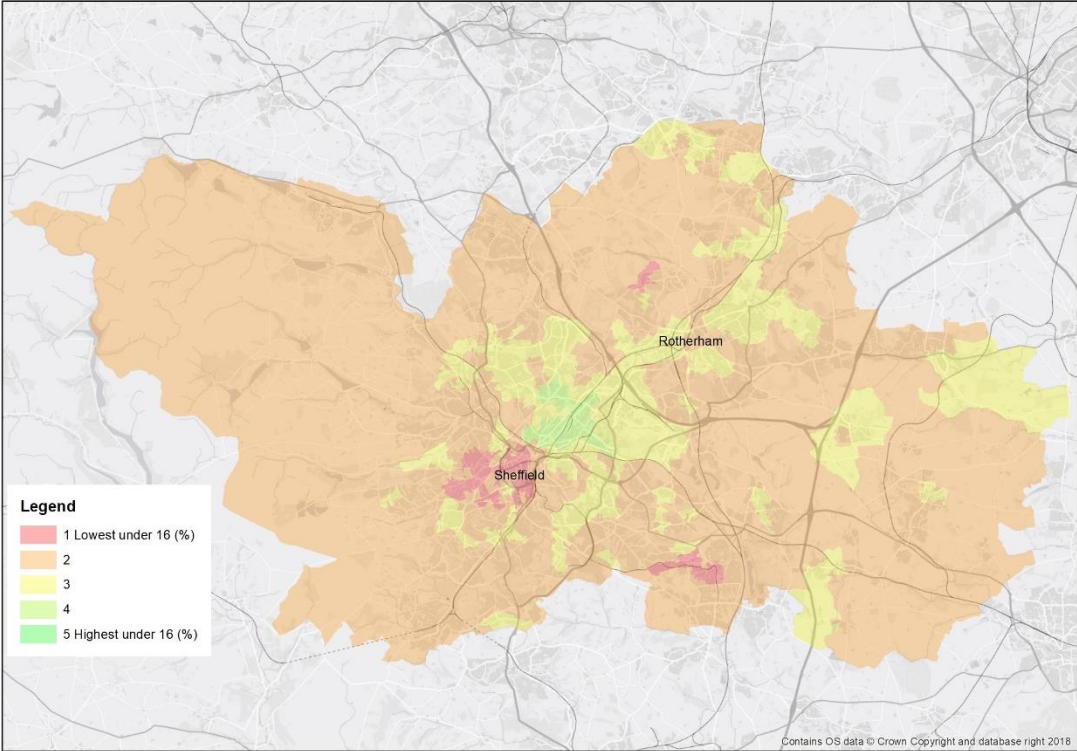 Rotherham
Sheffield
Legend
1 Lowest under 16 (%)
2
3
4
5 Highest under 16 (%)
Contains OS data © Crown Copyright and database right 2018